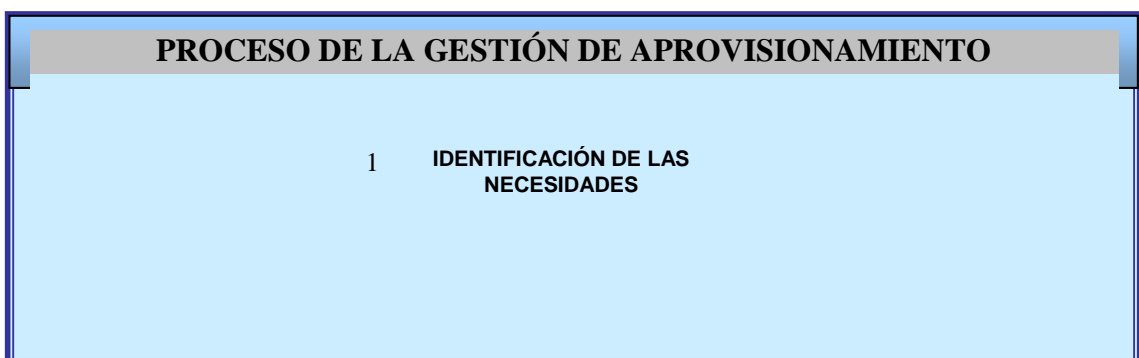 PROCESO DE LA GESTIÓN DE APROVISIONAMIENTO
1 IDENTIFICACIÓN DE LAS
NECESIDADES